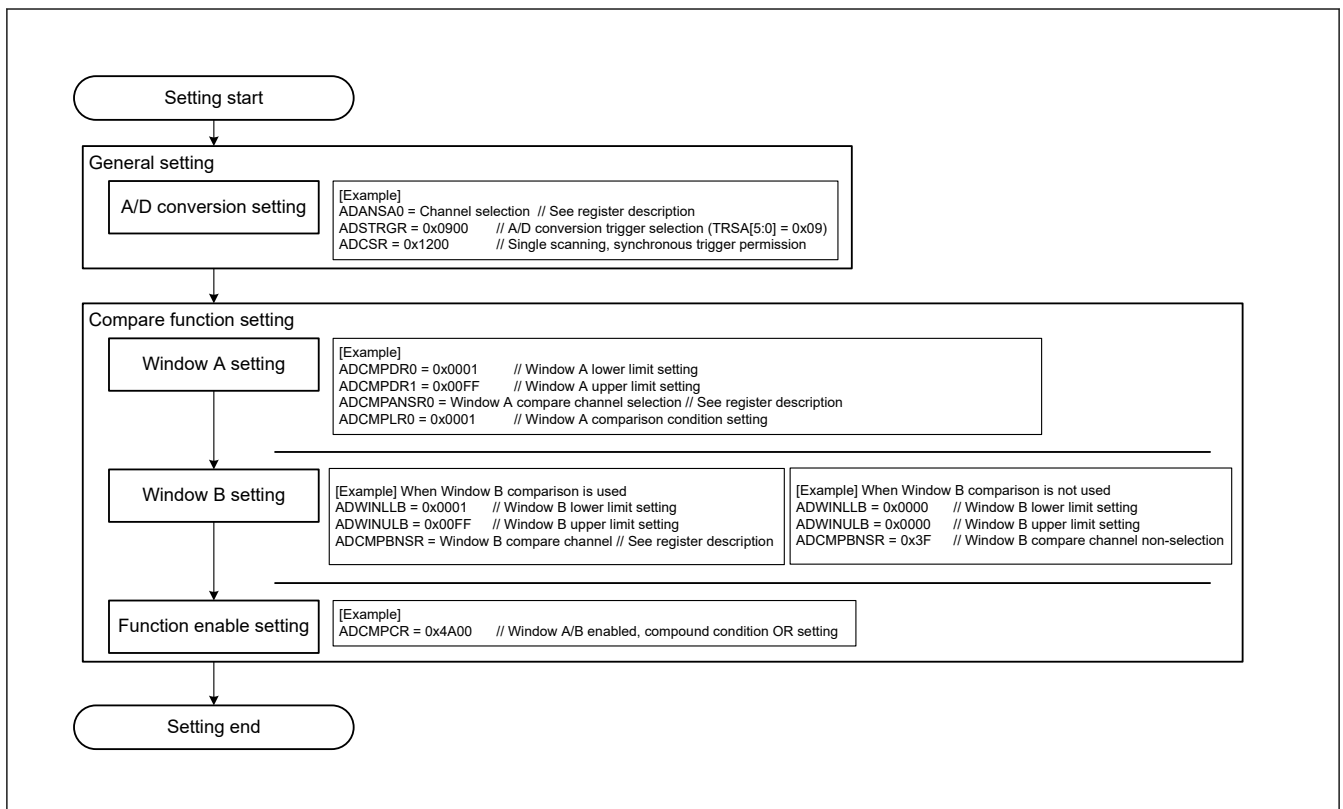 Setting start
General setting
A/D conversion setting
[Example]
ADANSA0 = Channel selection // See register description
ADSTRGR = 0x0900 // A/D conversion trigger selection (TRSA[5:0] = 0x09)
ADCSR = 0x1200 // Single scanning, synchronous trigger permission
Compare function setting
Window A setting
[Example]
ADCMPDR0 = 0x0001 // Window A lower limit setting
ADCMPDR1 = 0x00FF // Window A upper limit setting
ADCMPANSR0 = Window A compare channel selection // See register description
ADCMPLR0 = 0x0001 // Window A comparison condition setting
Window B setting
[Example] When Window B comparison is used
ADWINLLB = 0x0001 // Window B lower limit setting
ADWINULB = 0x00FF // Window B upper limit setting
ADCMPBNSR = Window B compare channel // See register description
[Example] When Window B comparison is not used
ADWINLLB = 0x0000 // Window B lower limit setting
ADWINULB = 0x0000 // Window B upper limit setting
ADCMPBNSR = 0x3F // Window B compare channel non-selection
Function enable setting
[Example]
ADCMPCR = 0x4A00 // Window A/B enabled, compound condition OR setting
Setting end